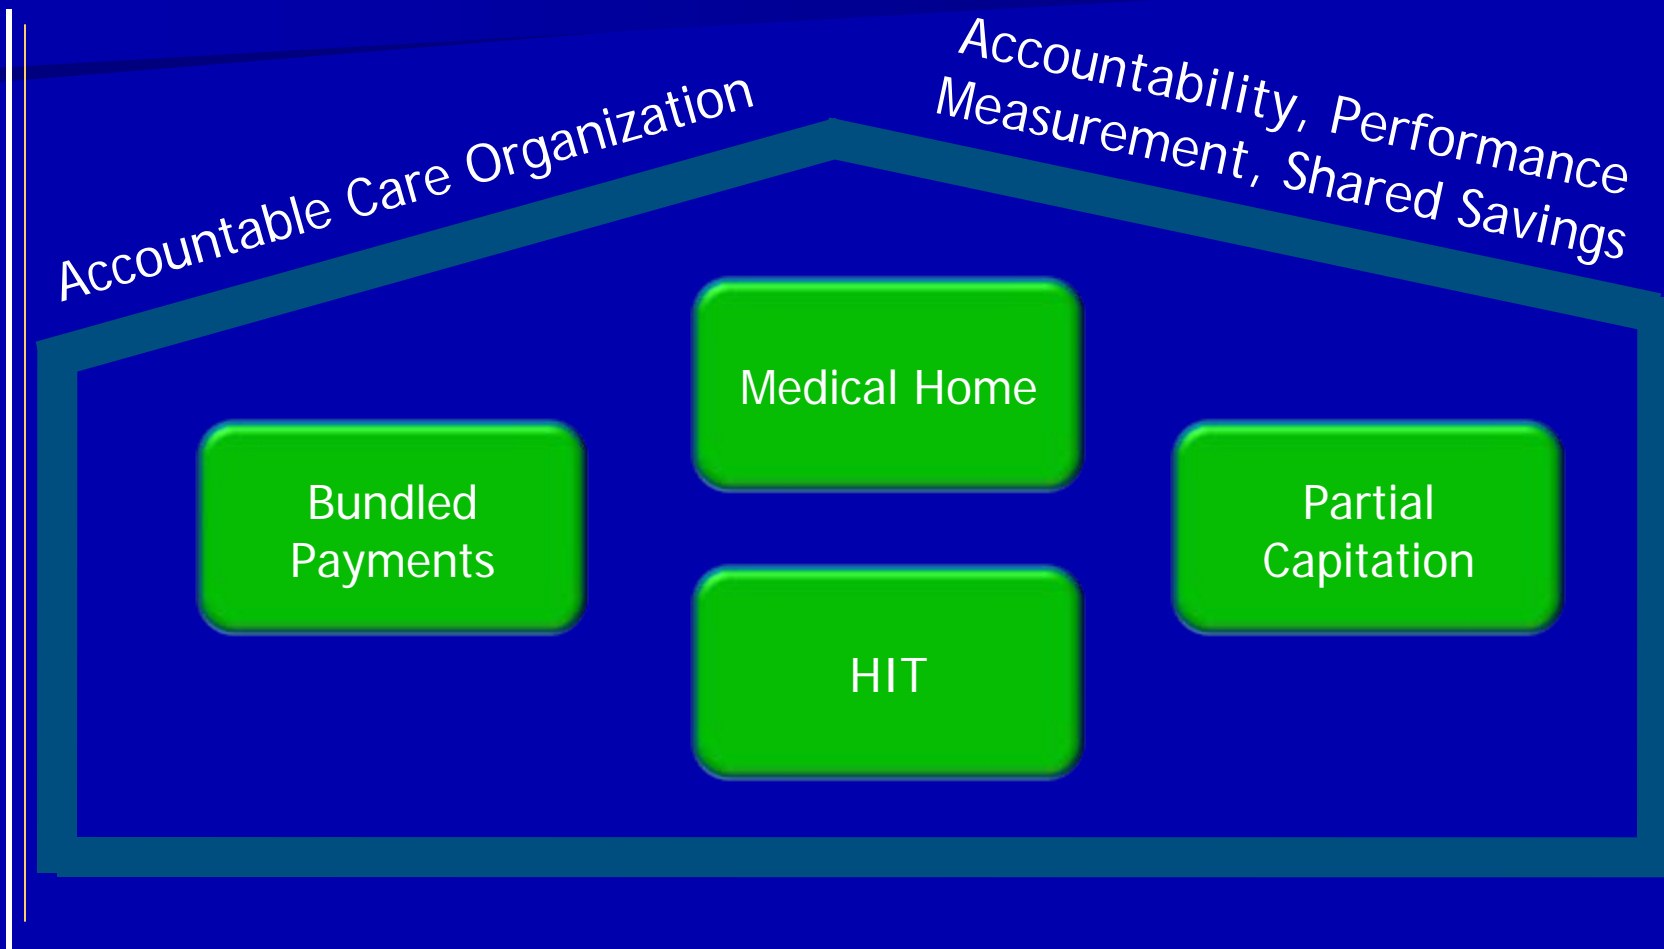 Accountable Care Organization
Accountability, Performance
Measurement, Shared Savings
Medical Home
Bundled
Payments
Partial
Capitation
HIT